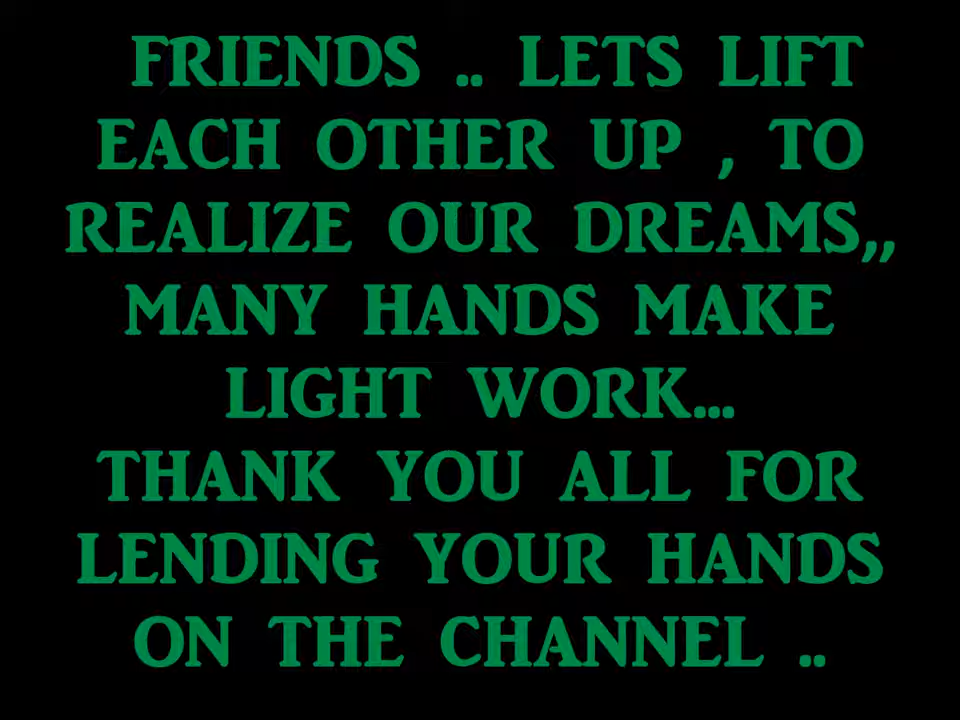 FRIENDS .. LETS LIFT
EACH OTHER UP , TO
REALIZE OUR DREAMS,,
MANY HANDS MAKE
LIGHT WORK...
THANK YOU ALL FOR
LENDING YOUR HANDS
ON THE CHANNEL ..